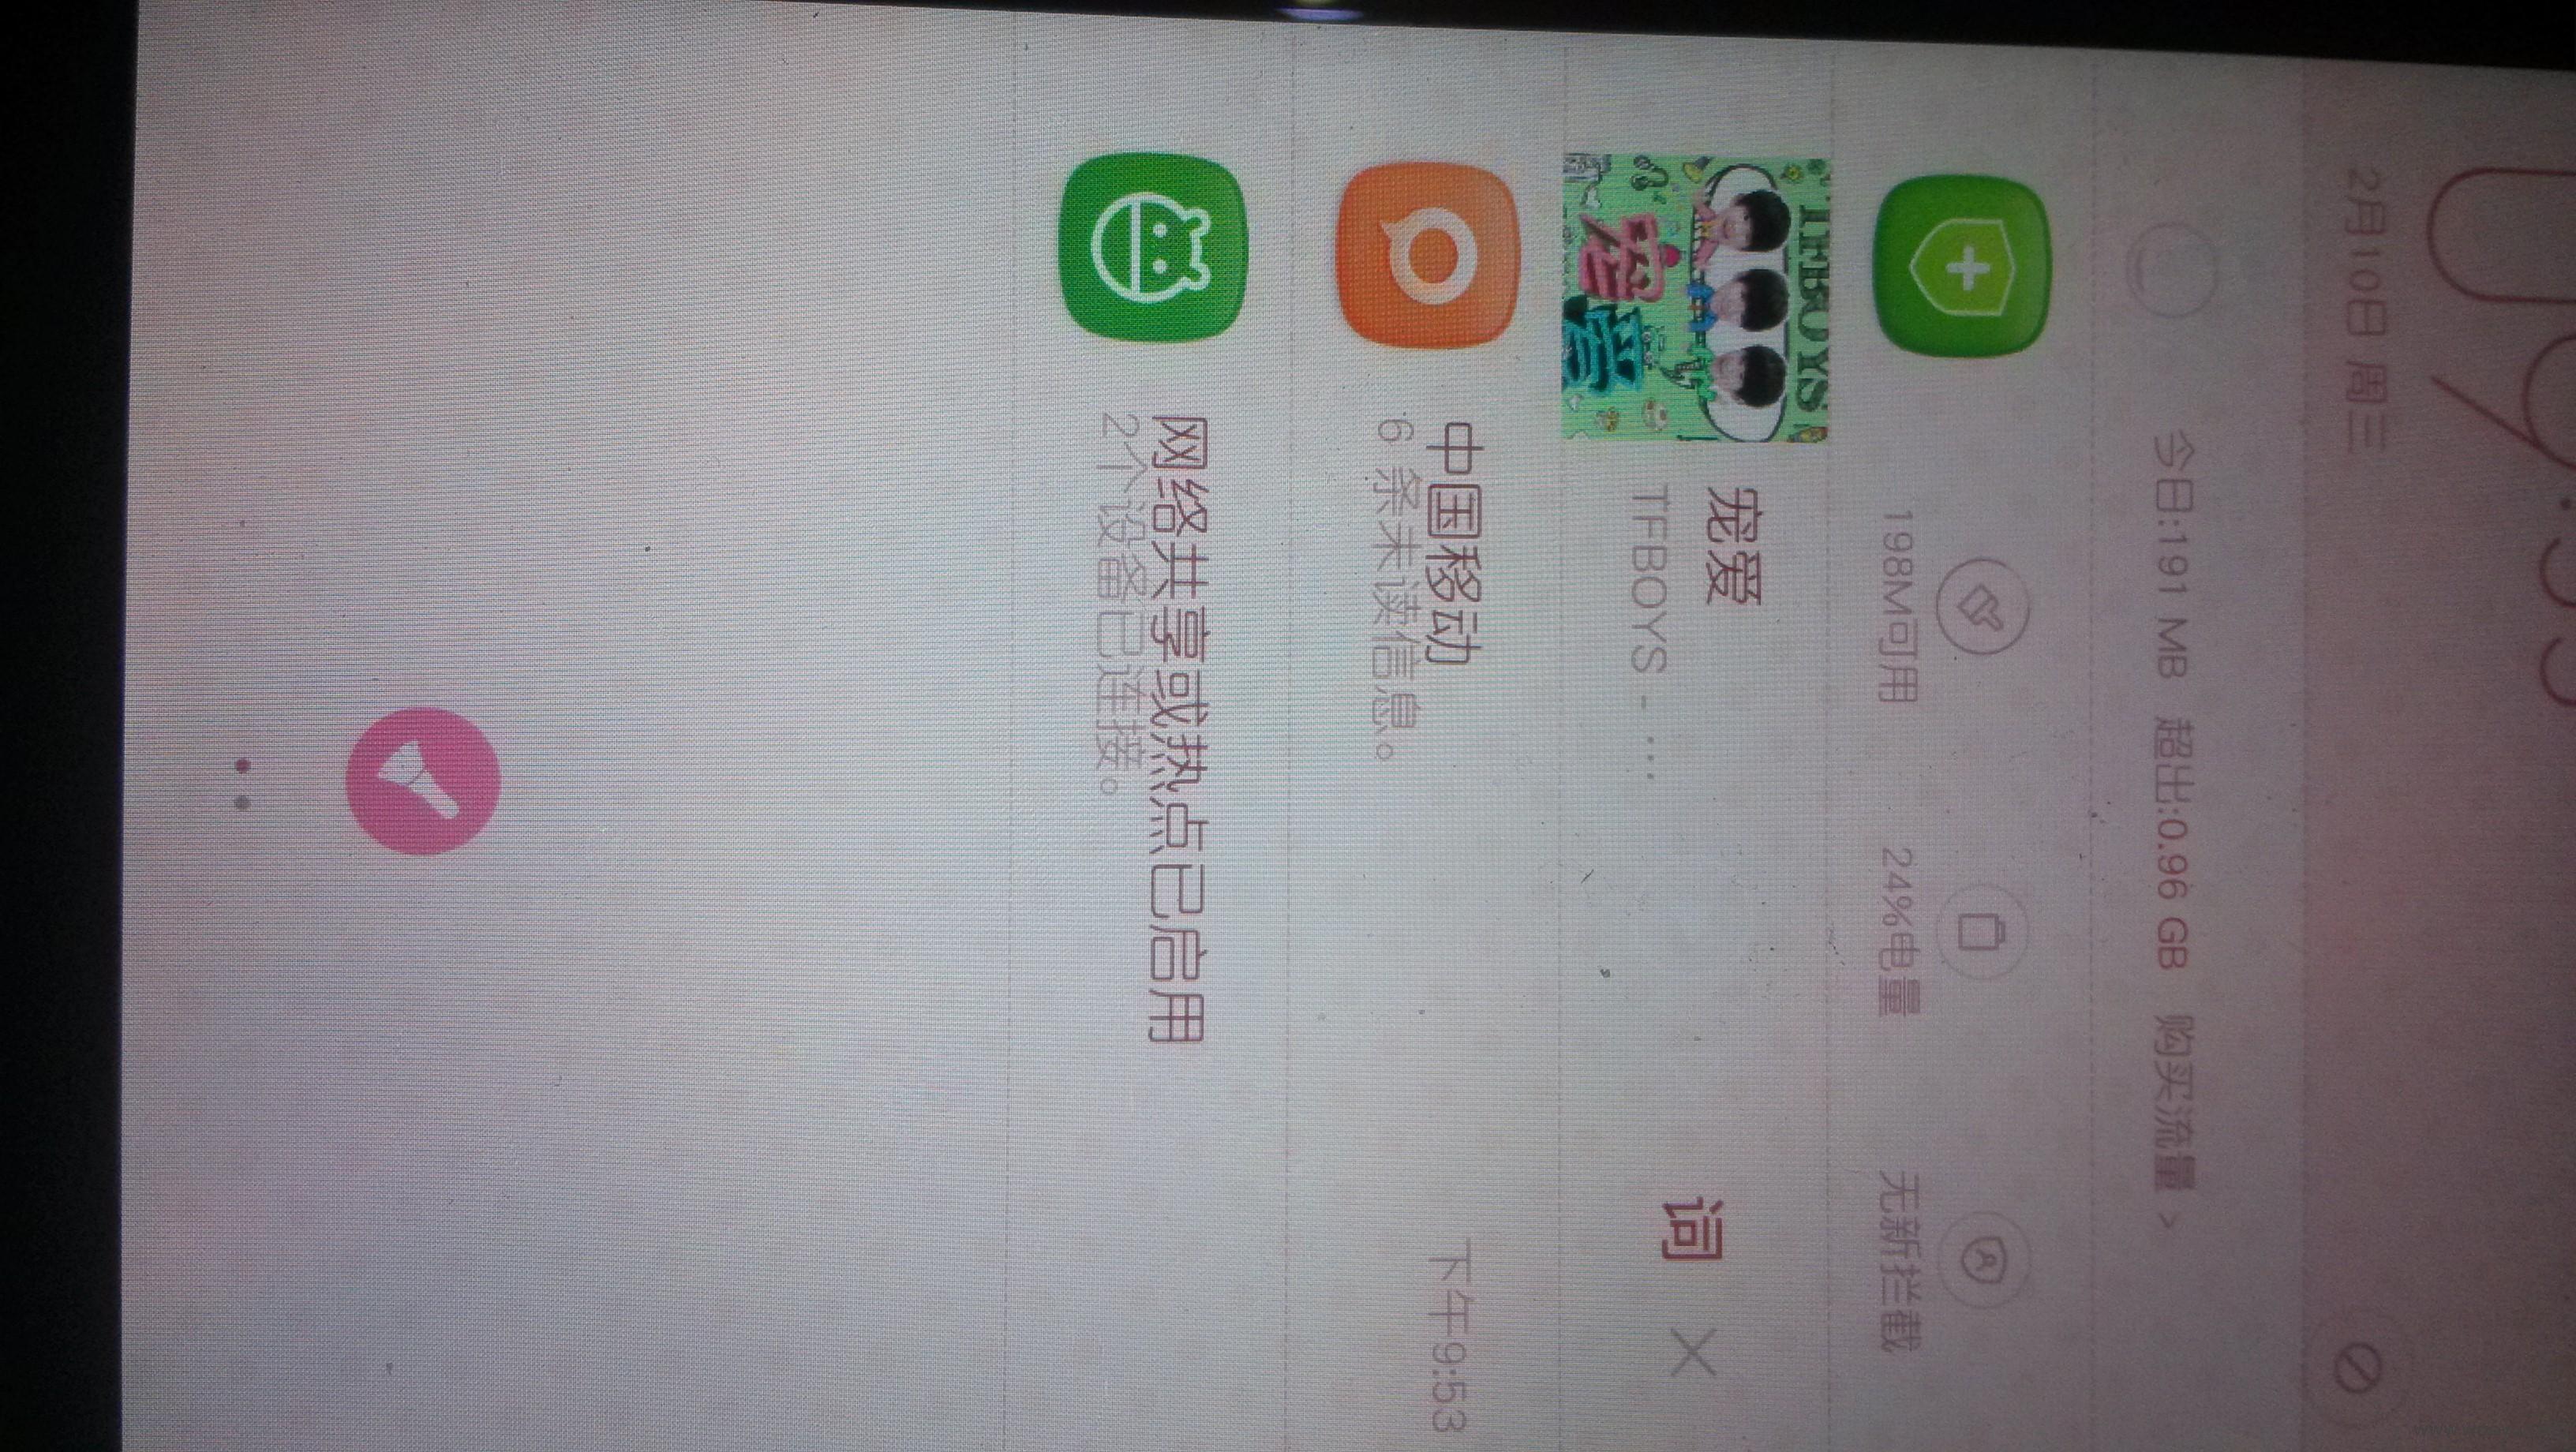 2月10日 周三
今日:191 MB 超出:0.96 GB 购买流量 >
198M可用 24%电量 无新拦截
TFBOYS
宠爱
宠爱
TFBOYS - ...
词
中国移动 下午9:53
6 条未读信息。
网络共享或热点已启用
2个设备已连接。